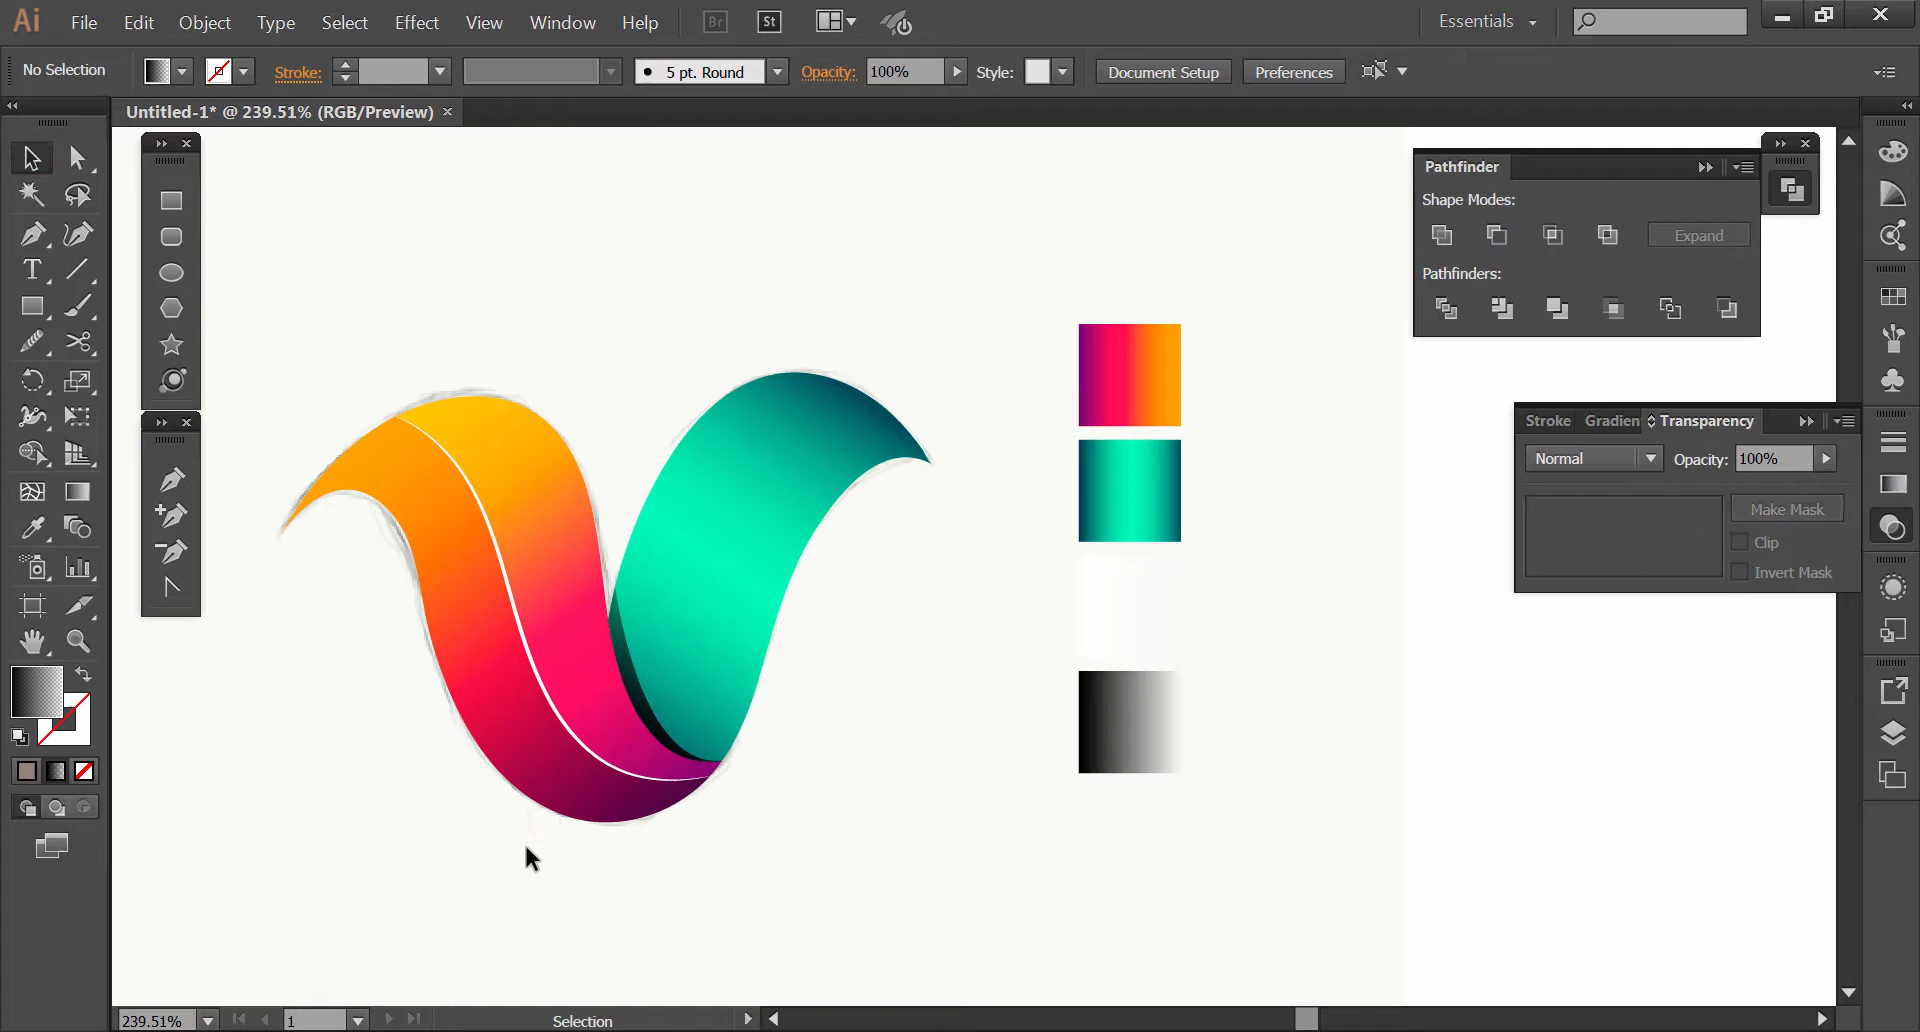 Ai File Edit Object Type Select Effect View Window Help Br St Essentials
No Selection Stroke: 5 pt. Round Opacity: 100% Style: Document Setup Preferences
Untitled-1* @ 239.51% (RGB/Preview)
Pathfinder
Shape Modes:
Expand
Pathfinders:
Stroke Gradien Transparency
Normal Opacity: 100%
Make Mask
Clip
Invert Mask
239.51% 1 Selection